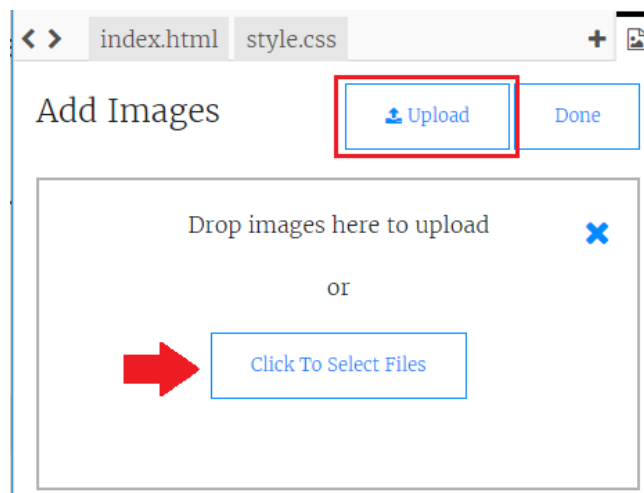 index.html style.css
Add Images
Upload
Done
Drop images here to upload
or
Click To Select Files